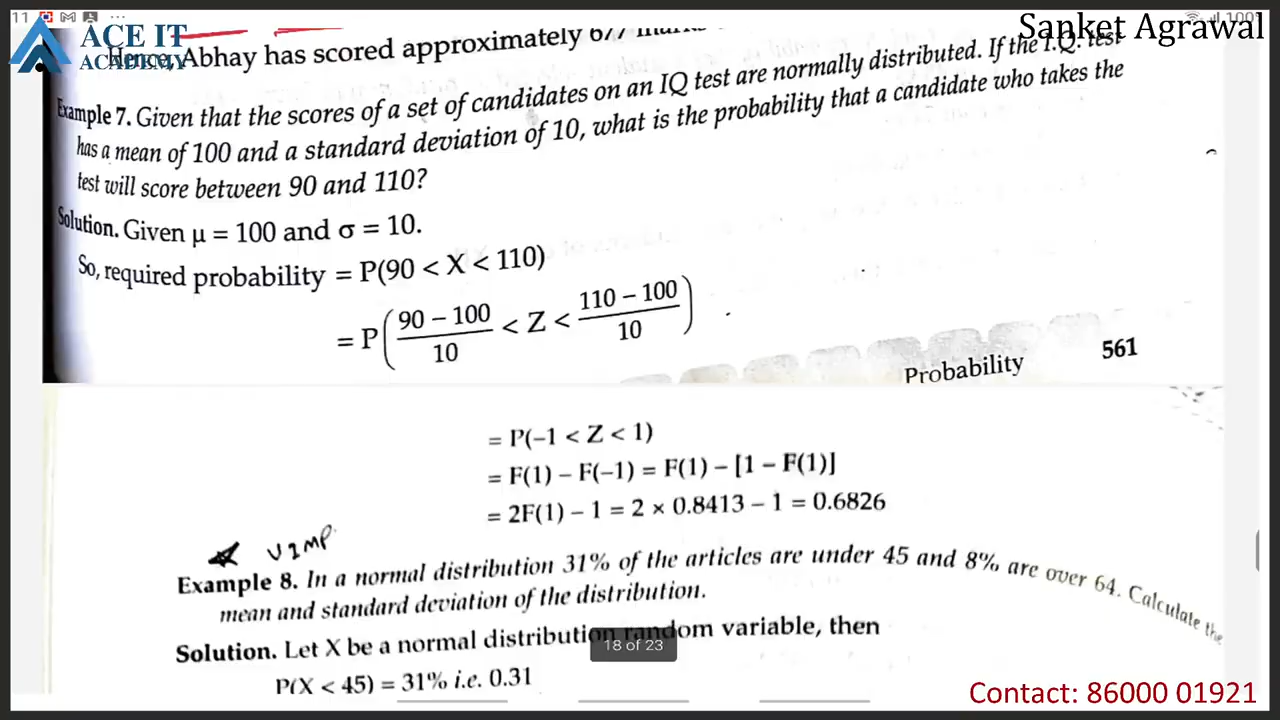 11
100%
ACE IT
ACADEMY
Sanket Agrawal
Abhay has scored approximately 677
Example 7. Given that the scores of a set of candidates on an IQ test are normally distributed. If the I.Q. test
has a mean of 100 and a standard deviation of 10, what is the probability that a candidate who takes the
test will score between 90 and 110?
Solution. Given μ = 100 and σ = 10.
So, required probability = P(90 < X < 110)
= P( (90 – 100)/10 < Z < (110 – 100)/10 )
Probability 561
= P(–1 < Z < 1)
= F(1) – F(–1) = F(1) – [1 – F(1)]
= 2F(1) – 1 = 2 × 0.8413 – 1 = 0.6826
VIMP
Example 8. In a normal distribution 31% of the articles are under 45 and 8% are over 64. Calculate the
mean and standard deviation of the distribution.
Solution. Let X be a normal distribution random variable, then
18 of 23
P(X < 45) = 31% i.e. 0.31
Contact: 86000 01921